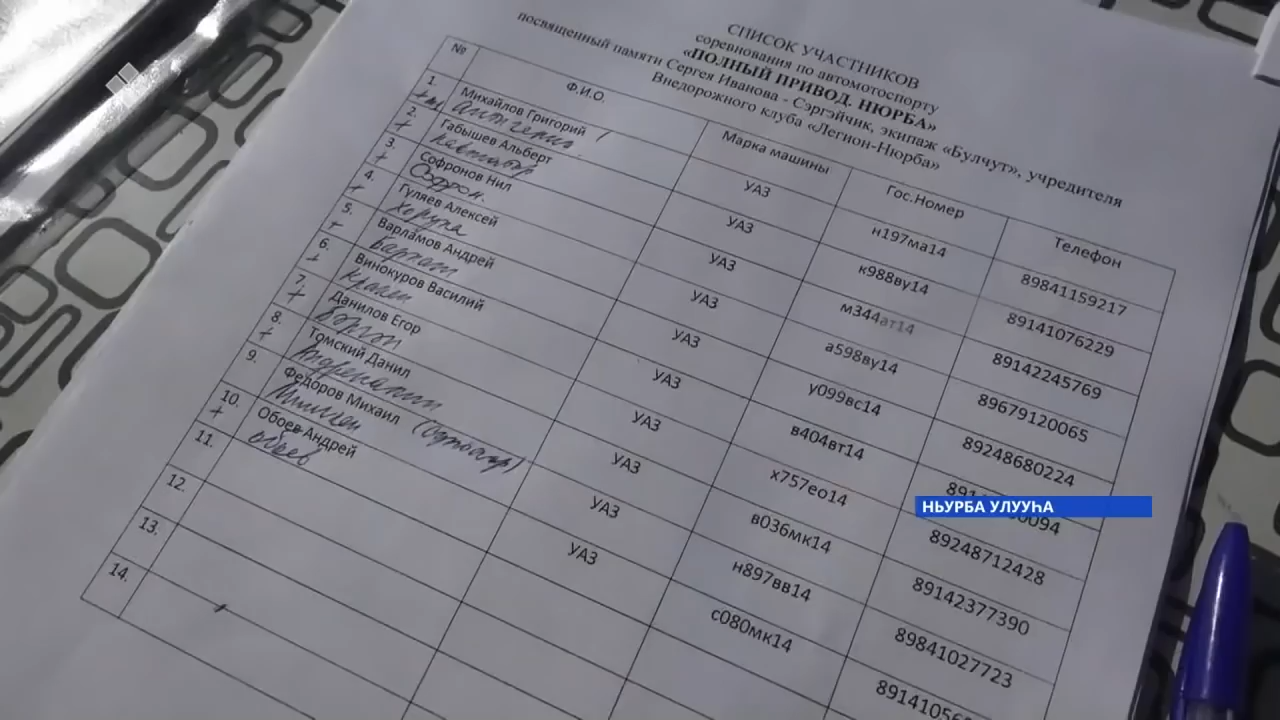 СПИСОК УЧАСТНИКОВ
соревнования по автомотоспорту
«ПОЛНЫЙ ПРИВОД. НЮРБА»
посвященный памяти Сергея Иванова - Сэргэйчик, экипаж «Булчут», учредителя
Внедорожного клуба «Легион-Нюрба»
№ Ф.И.О. Марка машины Гос.Номер Телефон
1. Михайлов Григорий УАЗ н197ма14 89841159217
+
2. Габышев Альберт УАЗ к988ву14 89141076229
+
3. Софронов Нил УАЗ м344ат14 89142245769
+ Софрон.
4. Гуляев Алексей УАЗ а598ву14 89679120065
+
5. Варламов Андрей УАЗ у099вс14 89248680224
+
6. Винокуров Василий УАЗ в404вт14
+
7. Данилов Егор УАЗ х757ео14 89248712428
+
8. Томский Данил УАЗ в036мк14 89142377390
+
9. Федоров Михаил УАЗ н897вв14 89841027723
10. Обоев Андрей УАЗ с080мк14
+ Обоев
11.
12.
13.
14.
НЬУРБА УЛУУҺА